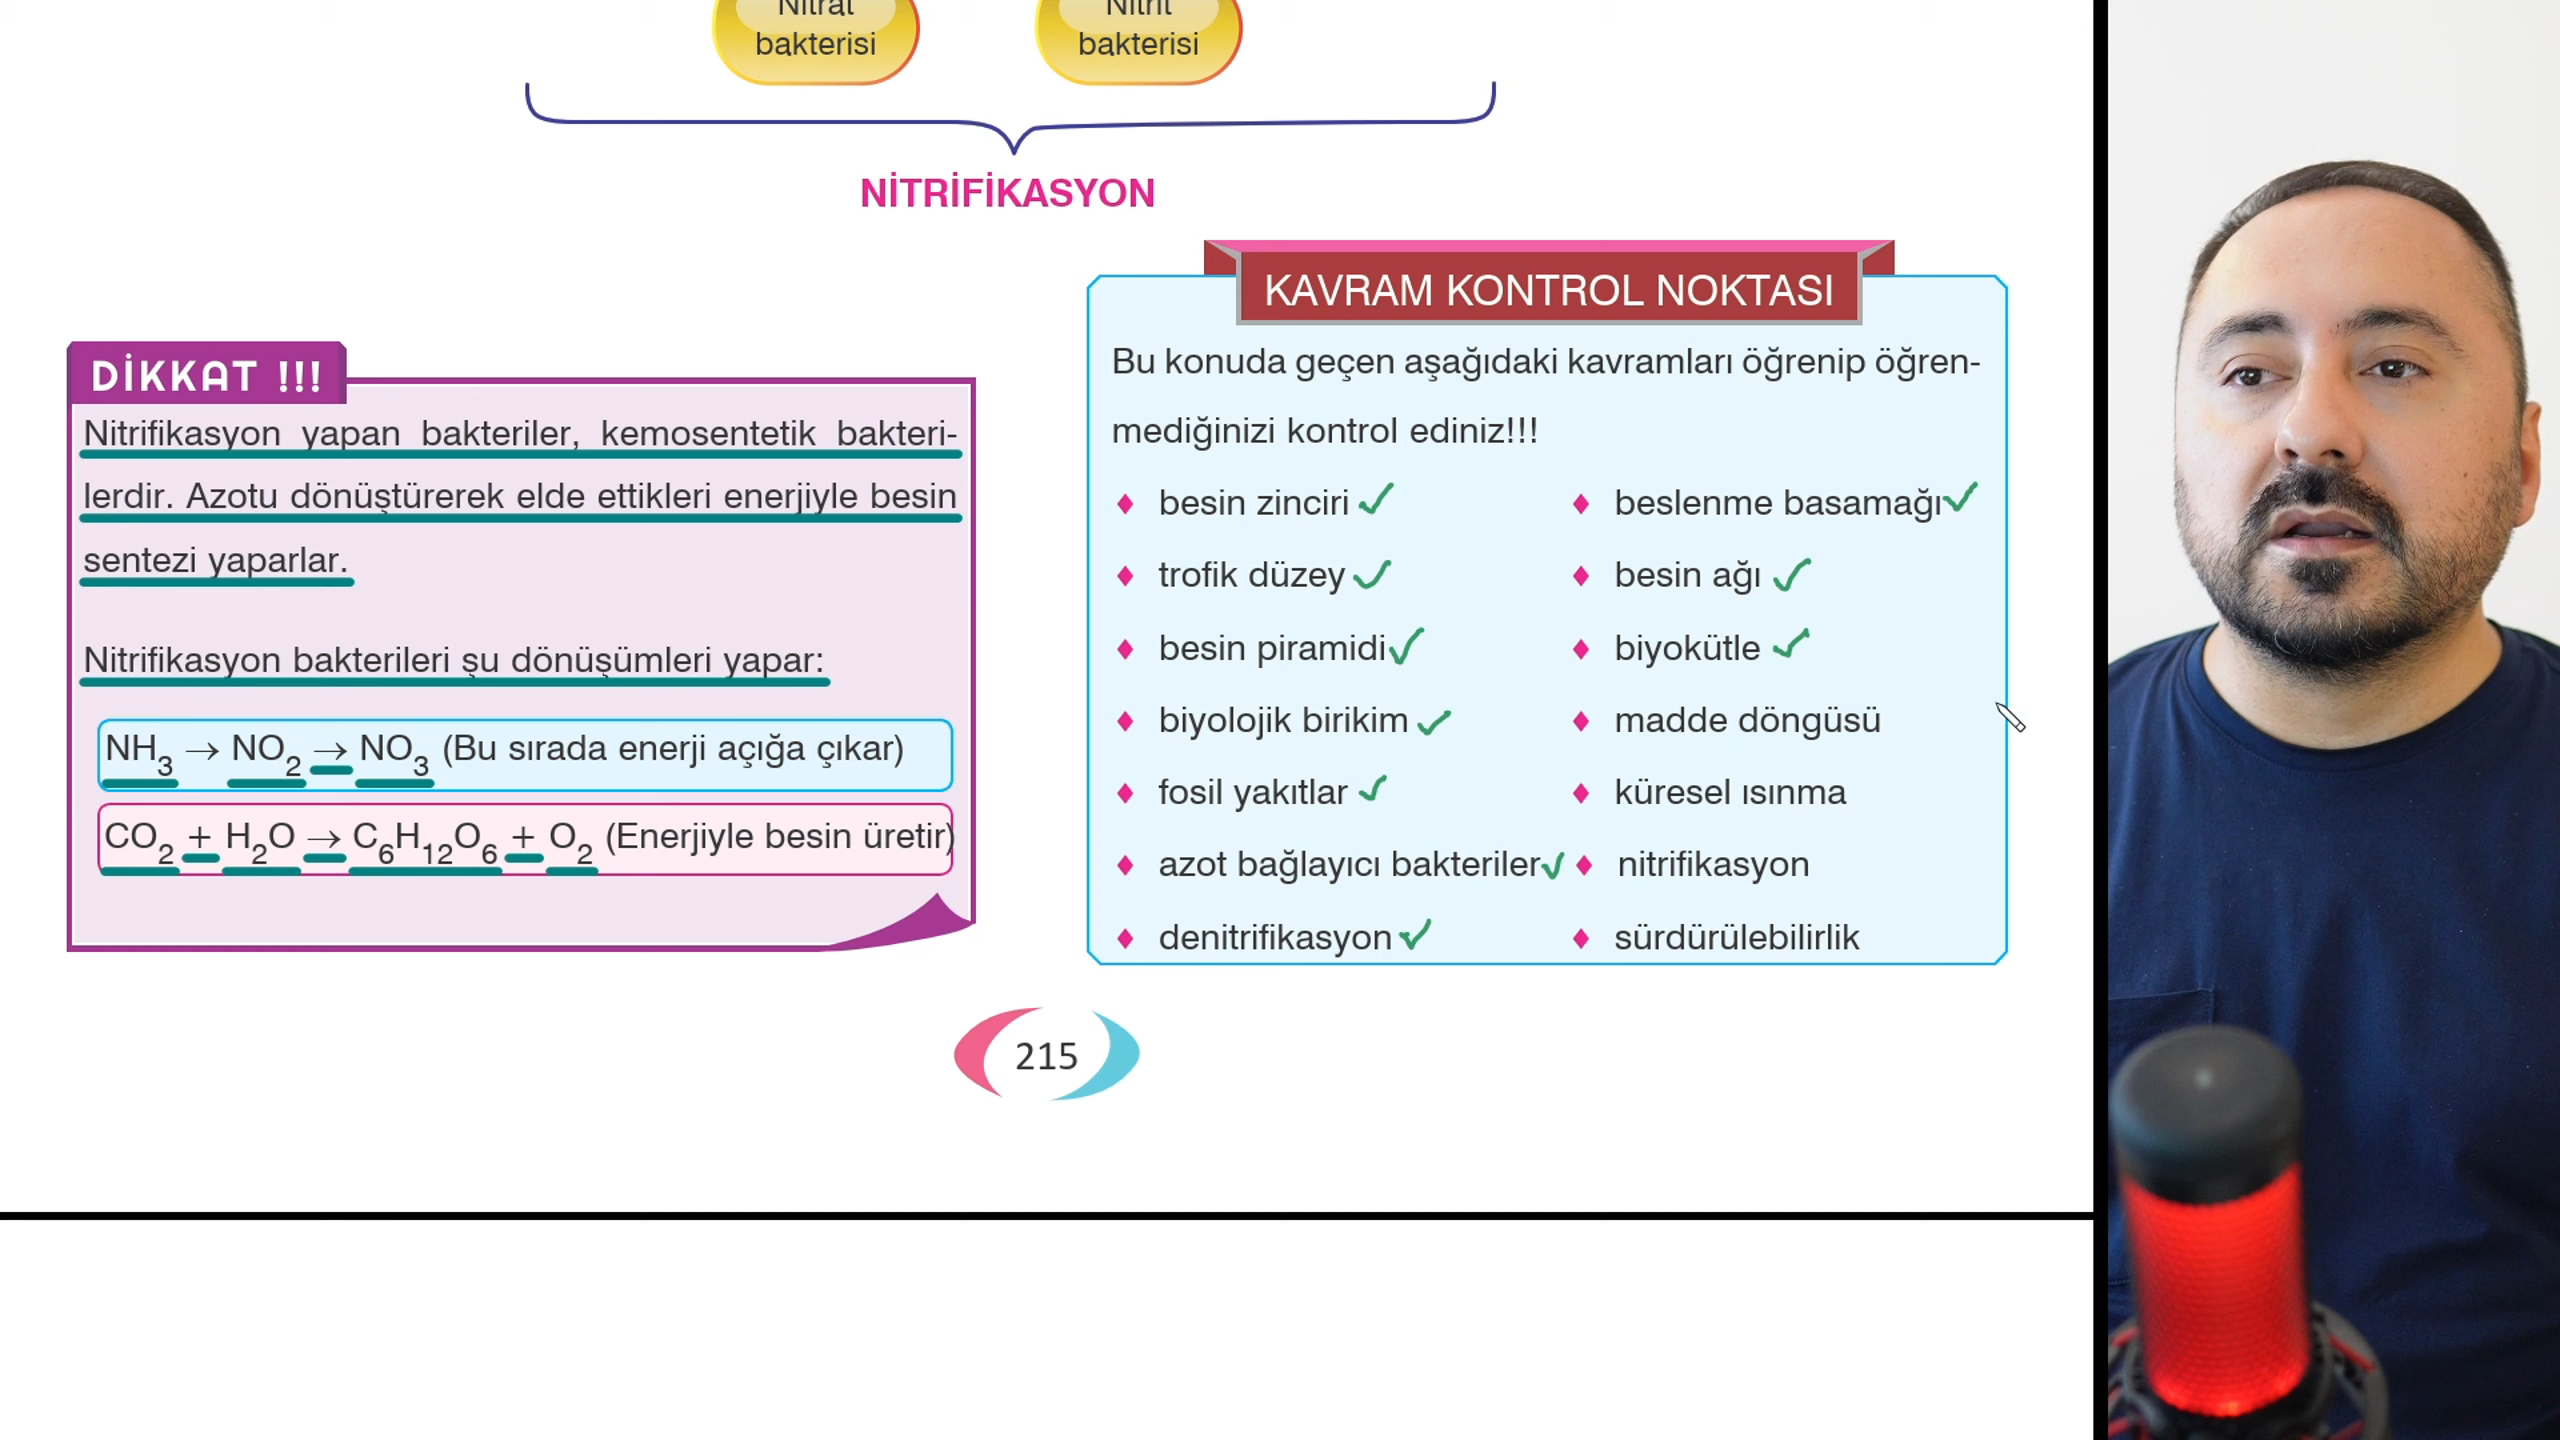 Nitrat
bakterisi
Nitrit
bakterisi
NİTRİFİKASYON
DİKKAT !!!
Nitrifikasyon yapan bakteriler, kemosentetik bakteri-
lerdir. Azotu dönüştürerek elde ettikleri enerjiyle besin
sentezi yaparlar.
Nitrifikasyon bakterileri şu dönüşümleri yapar:
NH₃ → NO₂ → NO₃ (Bu sırada enerji açığa çıkar)
CO₂ + H₂O → C₆H₁₂O₆ + O₂ (Enerjiyle besin üretir)
KAVRAM KONTROL NOKTASI
Bu konuda geçen aşağıdaki kavramları öğrenip öğren-
mediğinizi kontrol ediniz!!!
♦ besin zinciri ✓
♦ beslenme basamağı ✓
♦ trofik düzey ✓
♦ besin ağı ✓
♦ besin piramidi ✓
♦ biyokütle ✓
♦ biyolojik birikim ✓
♦ madde döngüsü
♦ fosil yakıtlar ✓
♦ küresel ısınma
♦ azot bağlayıcı bakteriler ✓
♦ nitrifikasyon
♦ denitrifikasyon ✓
♦ sürdürülebilirlik
215